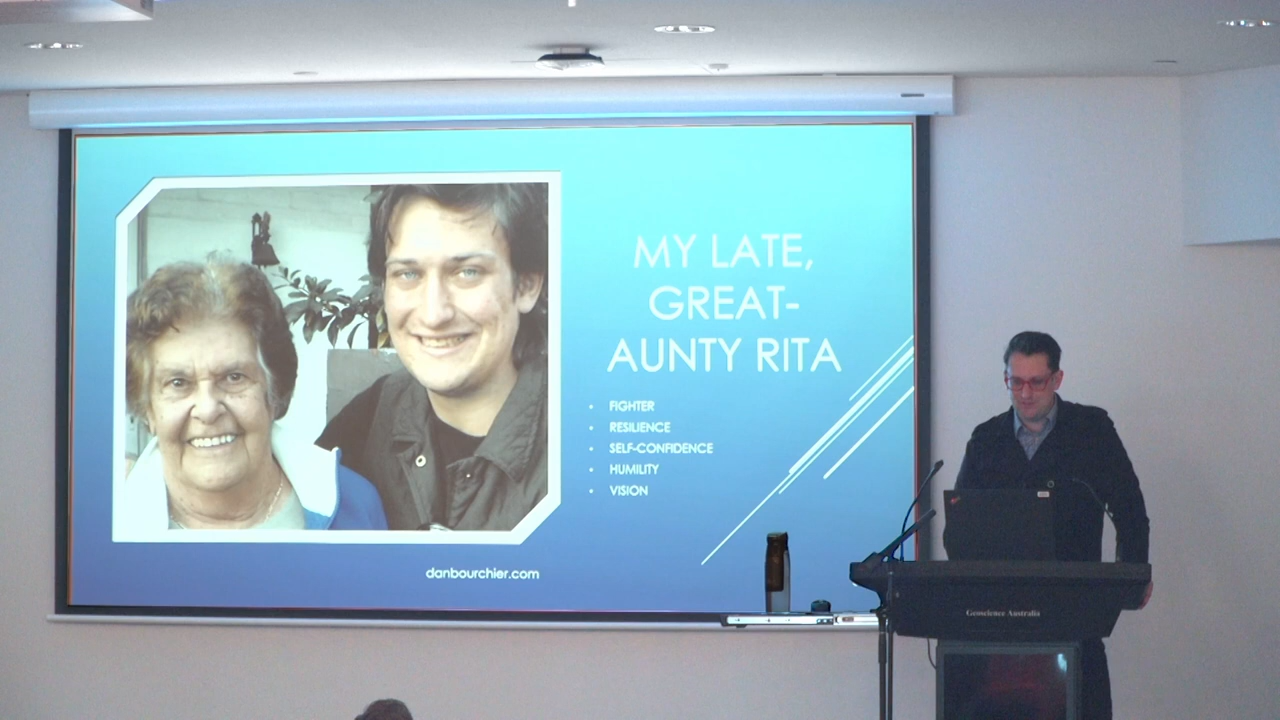 MY LATE,
GREAT-
AUNTY RITA
• FIGHTER
• RESILIENCE
• SELF-CONFIDENCE
• HUMILITY
• VISION
danbourchier.com
Geoscience Australia